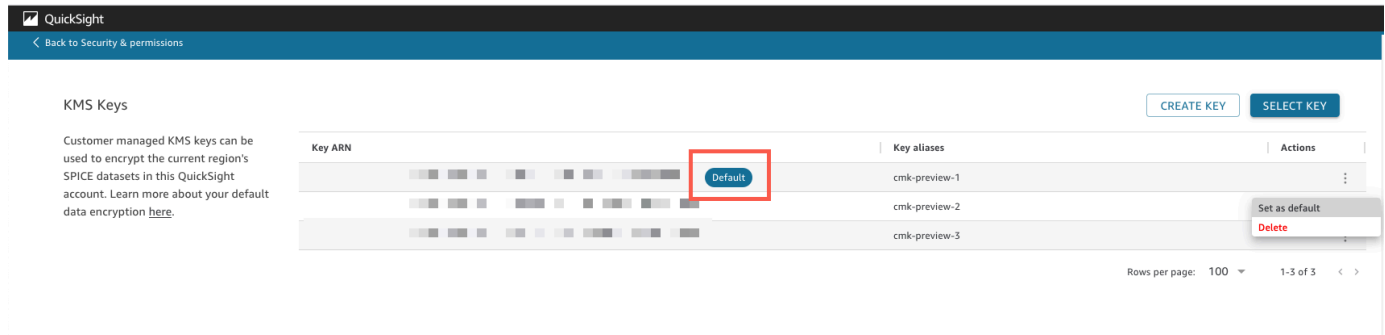 QuickSight
Back to Security & permissions
KMS Keys
CREATE KEY
SELECT KEY
Customer managed KMS keys can be
used to encrypt the current region's
SPICE datasets in this QuickSight
account. Learn more about your default
data encryption here.
Key ARN
Key aliases
Actions
Default
cmk-preview-1
cmk-preview-2
Set as default
Delete
cmk-preview-3
Rows per page: 100
1-3 of 3